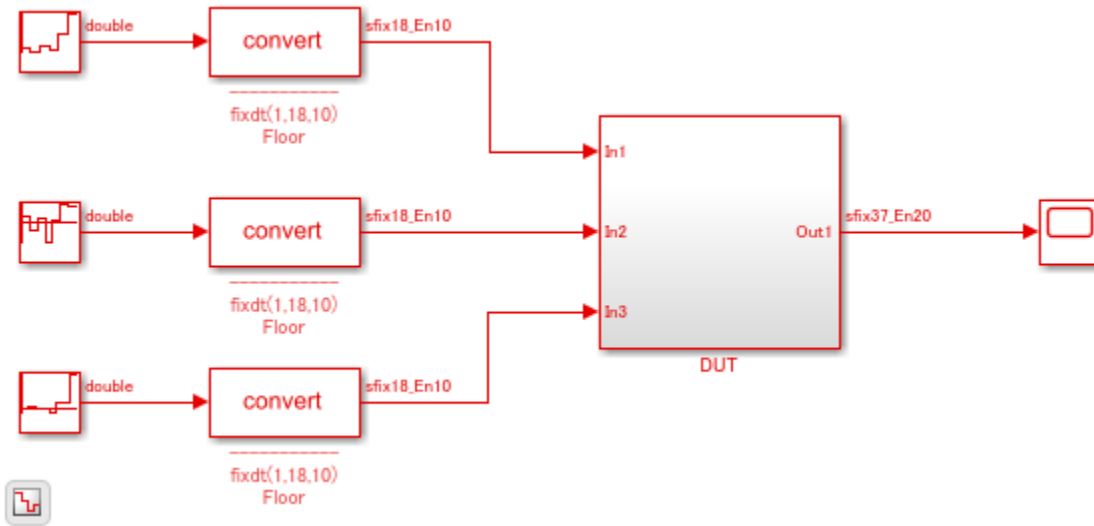 double
convert
sfix18_En10
fixdt(1,18,10)
Floor
In1
double
convert
sfix18_En10
In2
Out1
sfix37_En20
fixdt(1,18,10)
Floor
In3
DUT
double
convert
sfix18_En10
fixdt(1,18,10)
Floor